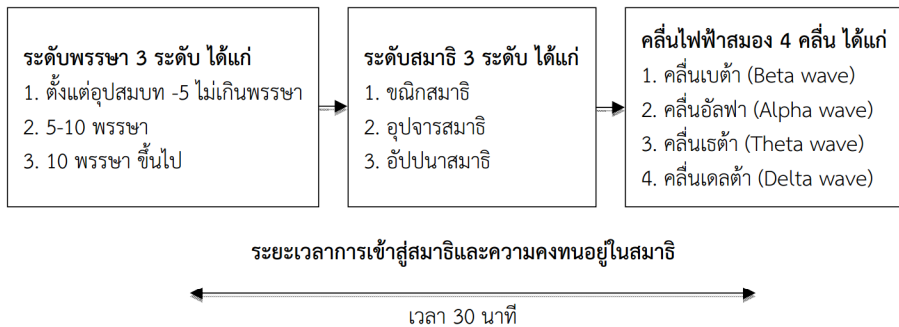 ระดับพรรษา 3 ระดับ ได้แก่
1. ตั้งแต่อุปสมบท -5 ไม่เกินพรรษา
2. 5-10 พรรษา
3. 10 พรรษา ขึ้นไป
ระดับสมาธิ 3 ระดับ ได้แก่
1. ขณิกสมาธิ
2. อุปจารสมาธิ
3. อัปปนาสมาธิ
คลื่นไฟฟ้าสมอง 4 คลื่น ได้แก่
1. คลื่นเบต้า (Beta wave)
2. คลื่นอัลฟา (Alpha wave)
3. คลื่นเธต้า (Theta wave)
4. คลื่นเดลต้า (Delta wave)
ระยะเวลาการเข้าสู่สมาธิและความคงทนอยู่ในสมาธิ
เวลา 30 นาที